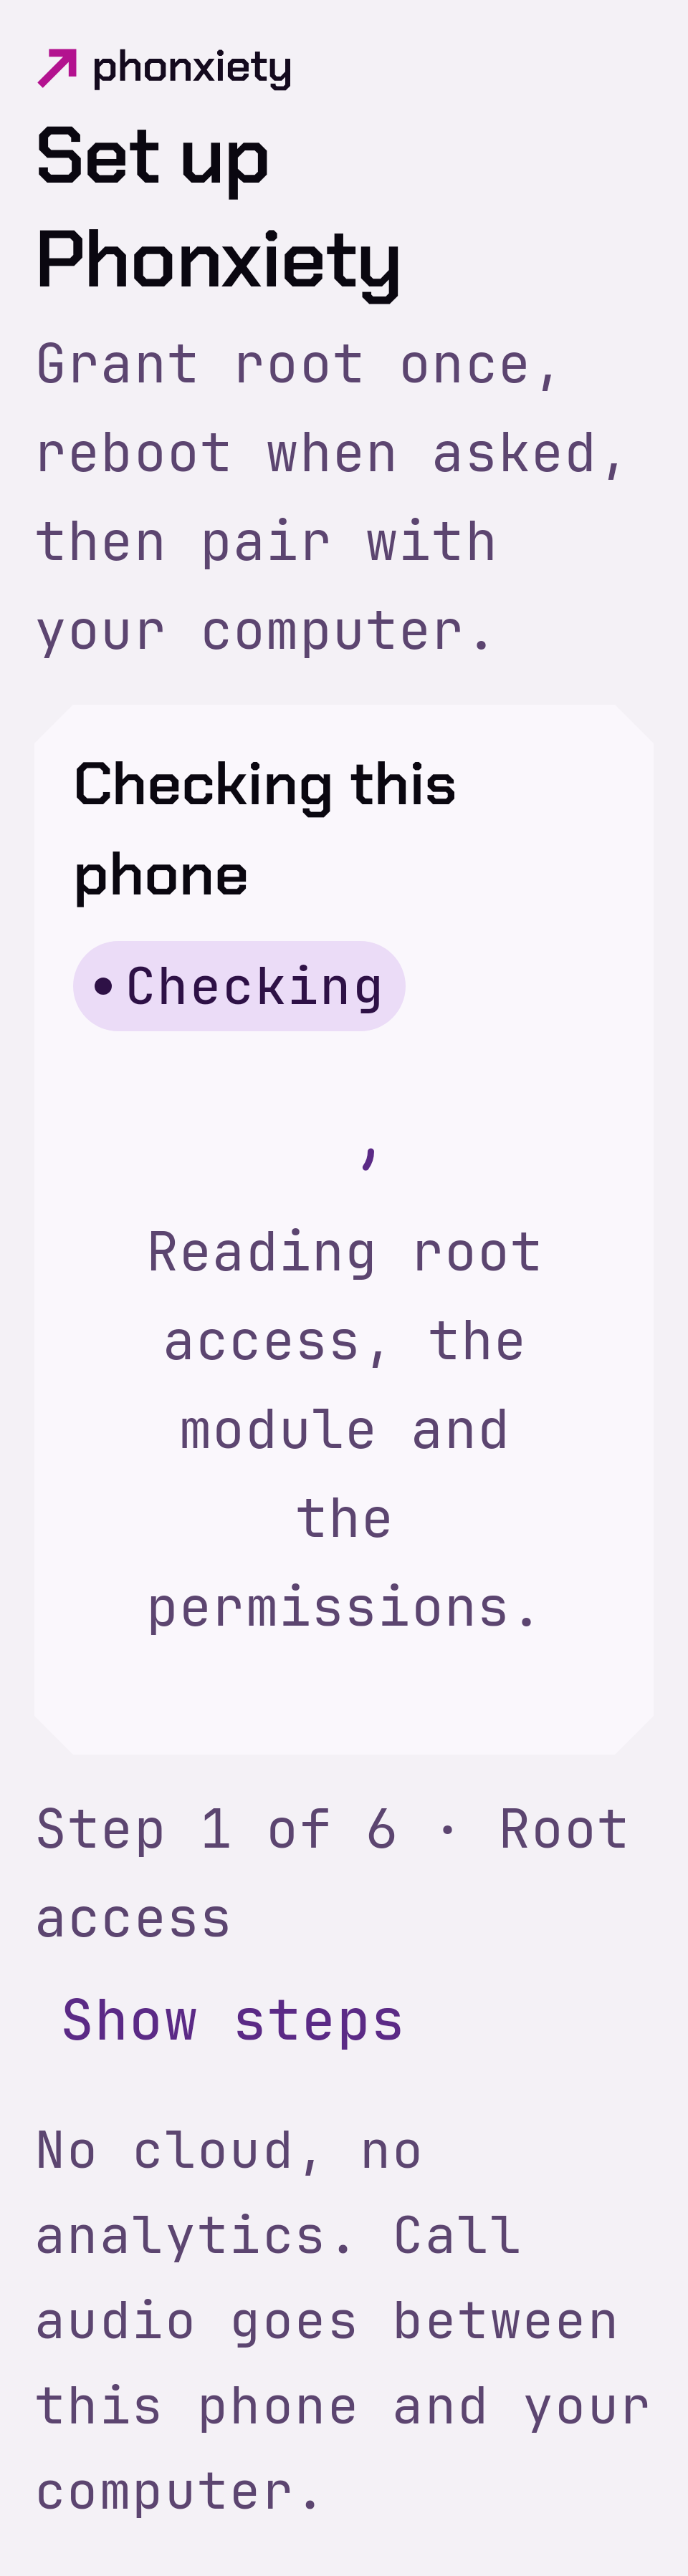 phonxiety
Set up
Phonxiety
Grant root once,
reboot when asked,
then pair with
your computer.
Checking this
phone
Checking
Reading root
access, the
module and
the
permissions.
Step 1 of 6 · Root
access
Show steps
No cloud, no
analytics. Call
audio goes between
this phone and your
computer.